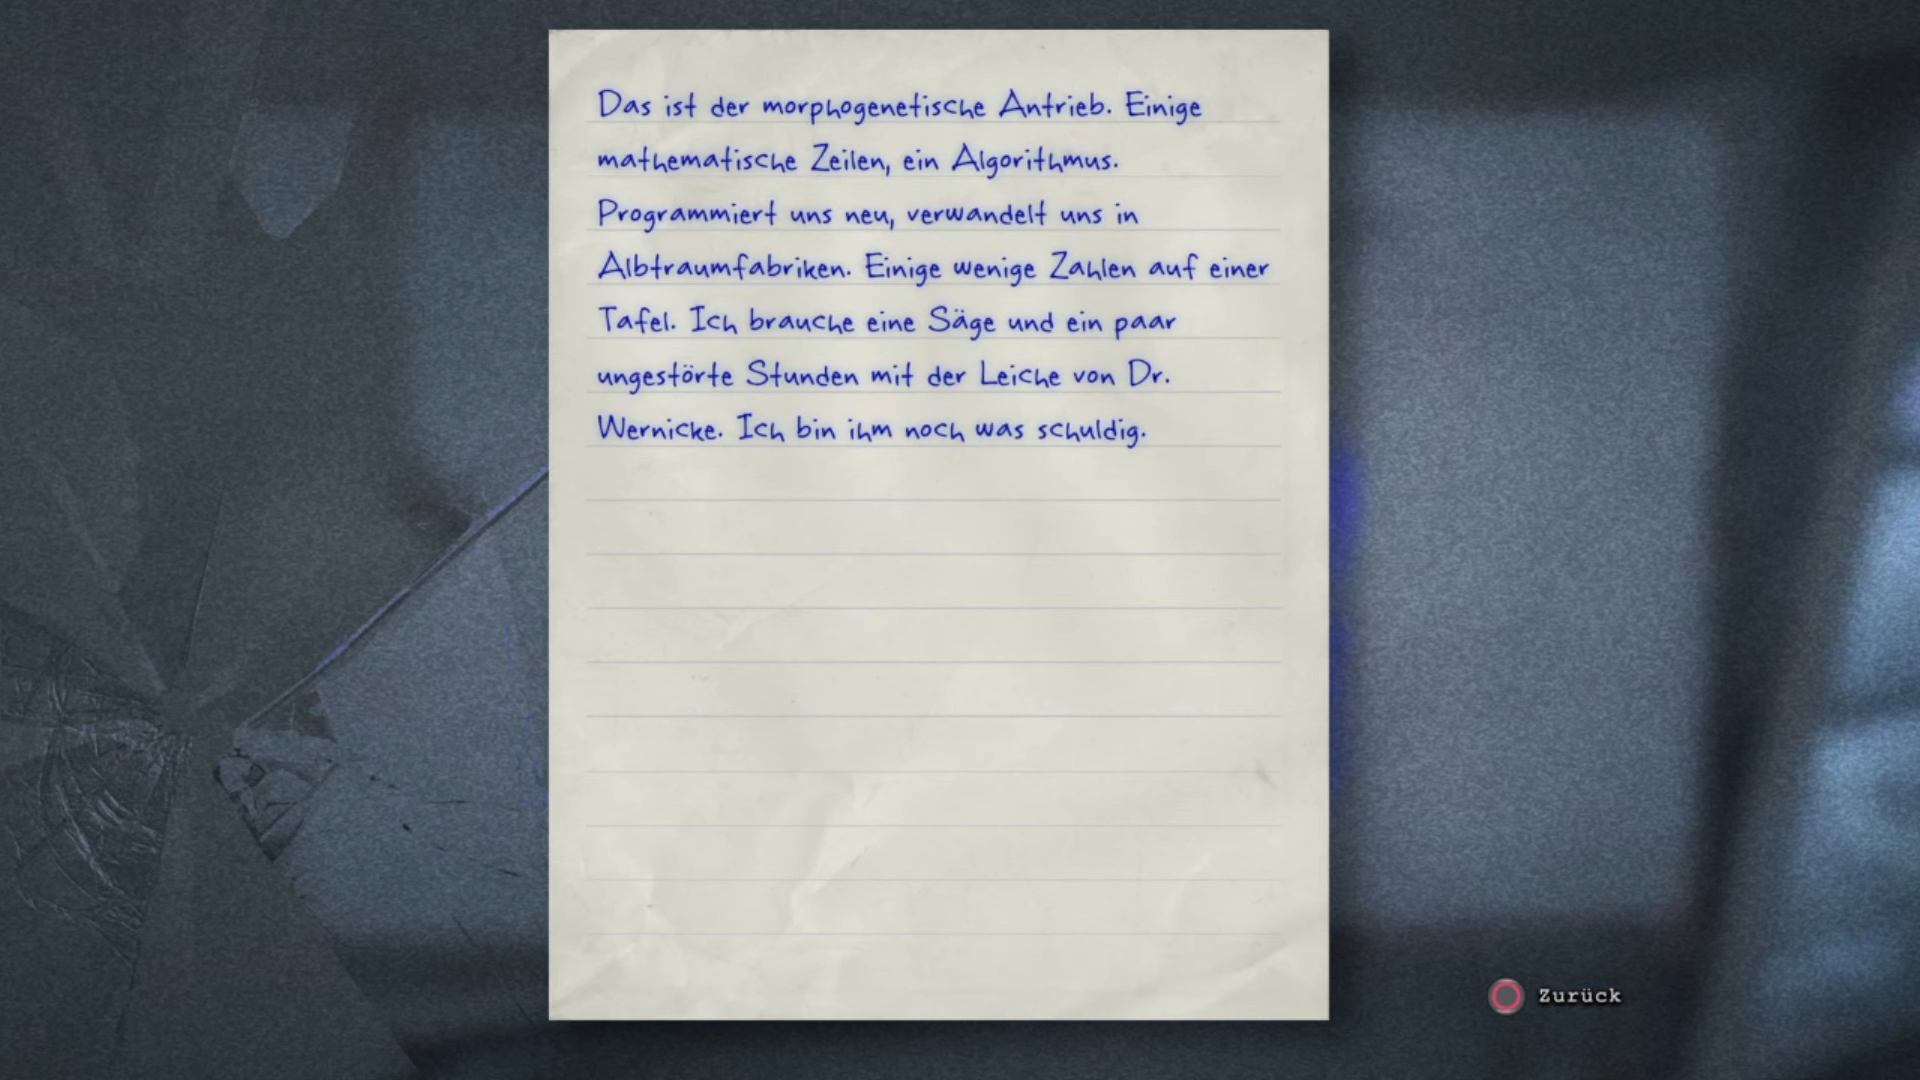 Das ist der morphogenetische Antrieb. Einige
mathematische Zeilen, ein Algorithmus.
Programmiert uns neu, verwandelt uns in
Albtraumfabriken. Einige wenige Zahlen auf einer
Tafel. Ich brauche eine Säge und ein paar
ungestörte Stunden mit der Leiche von Dr.
Wernicke. Ich bin ihm noch was schuldig.
Zurück